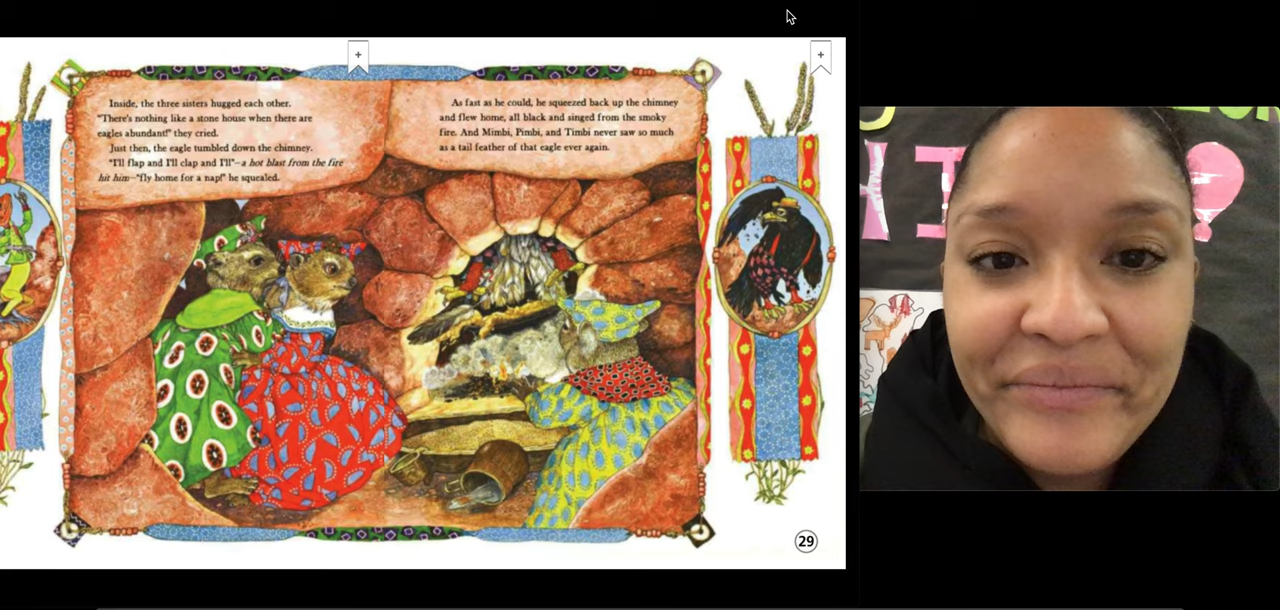 Inside, the three sisters hugged each other.
"There's nothing like a stone house when there are
eagles abundant!" they cried.
Just then, the eagle tumbled down the chimney.
"I'll flap and I'll clap and I'll"—a hot blast from the fire
hit him—"fly home for a nap!" he squealed.
As fast as he could, he squeezed back up the chimney
and flew home, all black and singed from the smoky
fire. And Mimbi, Pimbi, and Timbi never saw so much
as a tail feather of that eagle ever again.
29